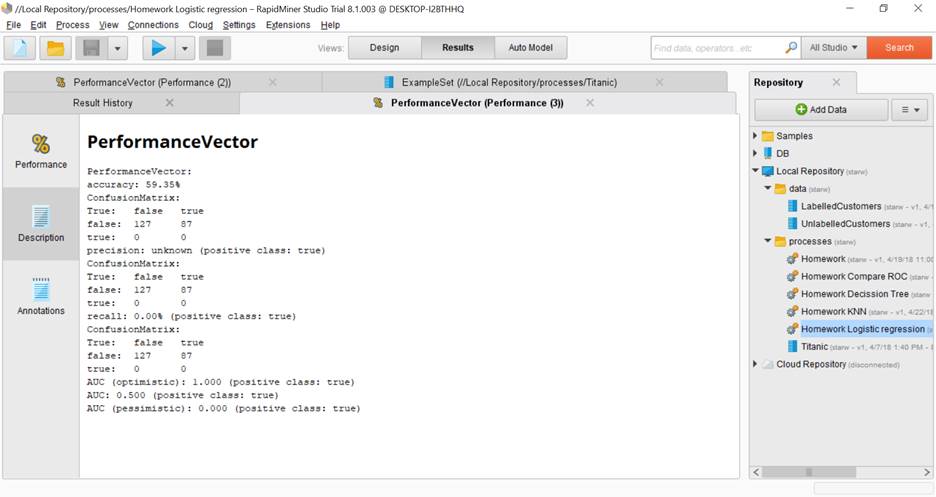 //Local Repository/processes/Homework Logistic regression – RapidMiner Studio Trial 8.1.003 @ DESKTOP-I2BTHHQ
File Edit Process View Connections Cloud Settings Extensions Help
Views: Design Results Auto Model Find data, operators...etc All Studio Search
PerformanceVector (Performance (2)) ExampleSet (//Local Repository/processes/Titanic)
Result History PerformanceVector (Performance (3))
Performance
Description
Annotations
PerformanceVector
PerformanceVector:
accuracy: 59.35%
ConfusionMatrix:
True: false true
false: 127 87
true: 0 0
precision: unknown (positive class: true)
ConfusionMatrix:
True: false true
false: 127 87
true: 0 0
recall: 0.00% (positive class: true)
ConfusionMatrix:
True: false true
false: 127 87
true: 0 0
AUC (optimistic): 1.000 (positive class: true)
AUC: 0.500 (positive class: true)
AUC (pessimistic): 0.000 (positive class: true)
Repository
Add Data
Samples
DB
Local Repository (starw)
data (starw)
LabelledCustomers (starw - v1, 4/1
UnlabelledCustomers (starw - v1,
processes (starw)
Homework (starw - v1, 4/19/18 11:00
Homework Compare ROC (starw -
Homework Decission Tree (starw - v
Homework KNN (starw - v1, 4/22/18
Homework Logistic regression
Titanic (starw - v1, 4/7/18 1:40 PM - 8
Cloud Repository (disconnected)